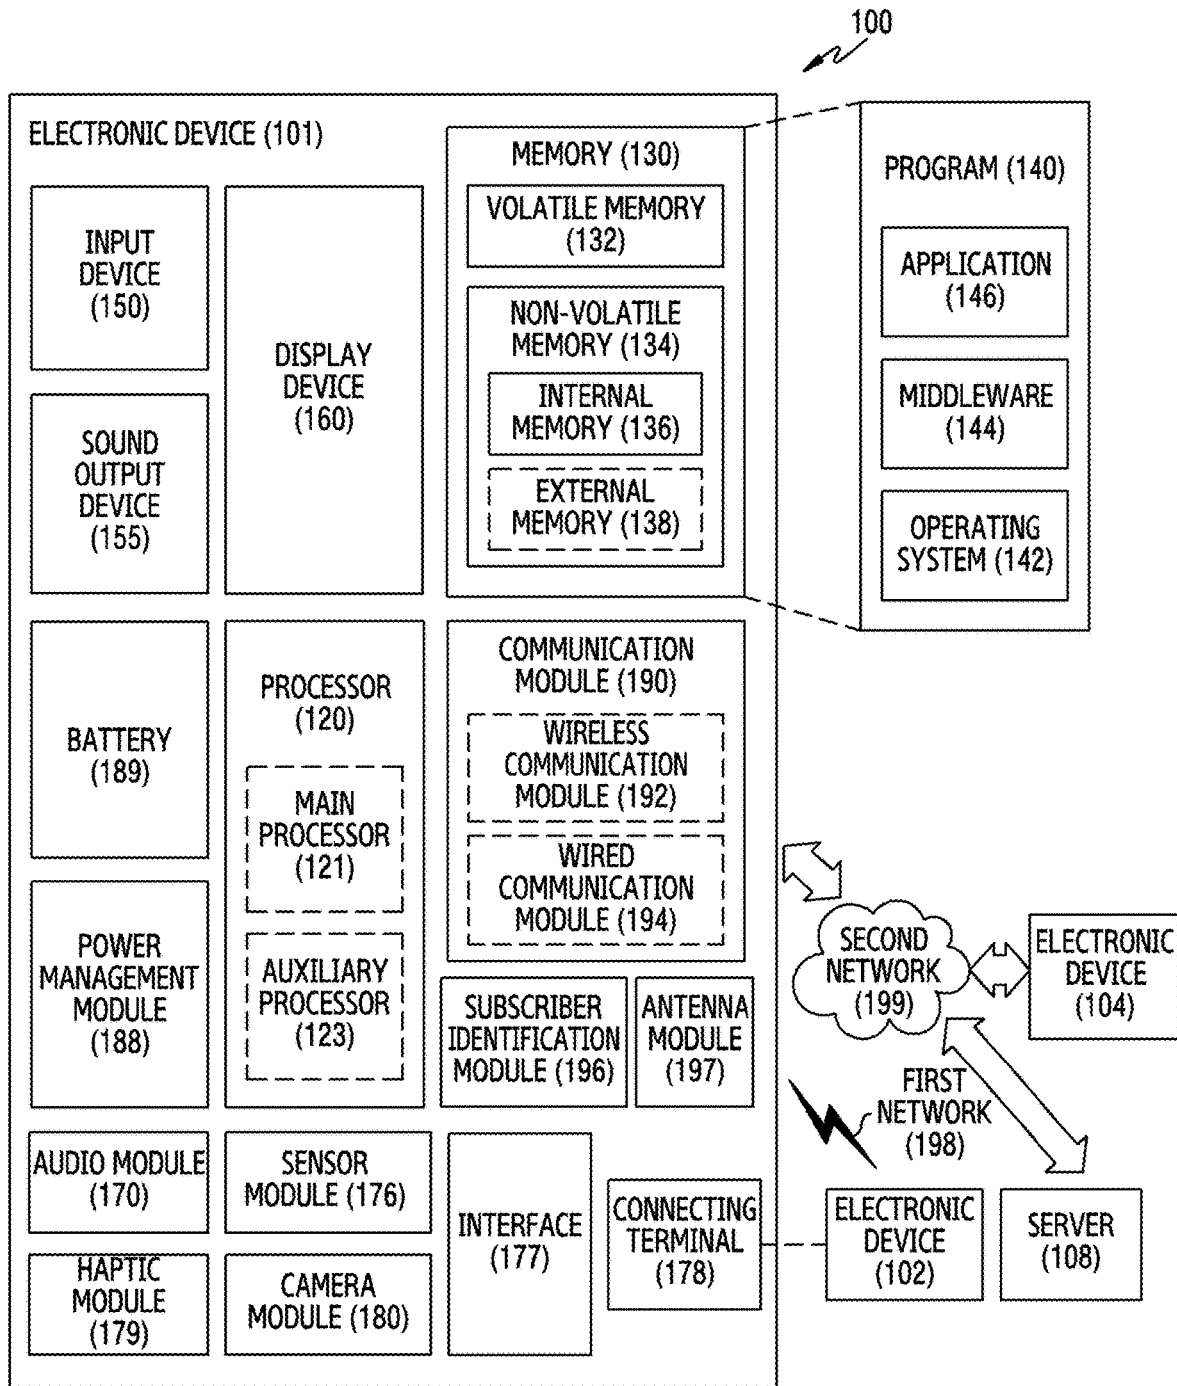 100
ELECTRONIC DEVICE (101)
INPUT
DEVICE
(150)
SOUND
OUTPUT
DEVICE
(155)
DISPLAY
DEVICE
(160)
MEMORY (130)
VOLATILE MEMORY
(132)
NON-VOLATILE
MEMORY (134)
INTERNAL
MEMORY (136)
EXTERNAL
MEMORY (138)
PROGRAM (140)
APPLICATION
(146)
MIDDLEWARE
(144)
OPERATING
SYSTEM (142)
BATTERY
(189)
POWER
MANAGEMENT
MODULE
(188)
PROCESSOR
(120)
MAIN
PROCESSOR
(121)
AUXILIARY
PROCESSOR
(123)
COMMUNICATION
MODULE (190)
WIRELESS
COMMUNICATION
MODULE (192)
WIRED
COMMUNICATION
MODULE (194)
SUBSCRIBER
IDENTIFICATION
MODULE (196)
ANTENNA
MODULE
(197)
SECOND
NETWORK
(199)
ELECTRONIC
DEVICE
(104)
FIRST
NETWORK
(198)
AUDIO MODULE
(170)
SENSOR
MODULE (176)
HAPTIC
MODULE
(179)
CAMERA
MODULE (180)
INTERFACE
(177)
CONNECTING
TERMINAL
(178)
ELECTRONIC
DEVICE
(102)
SERVER
(108)